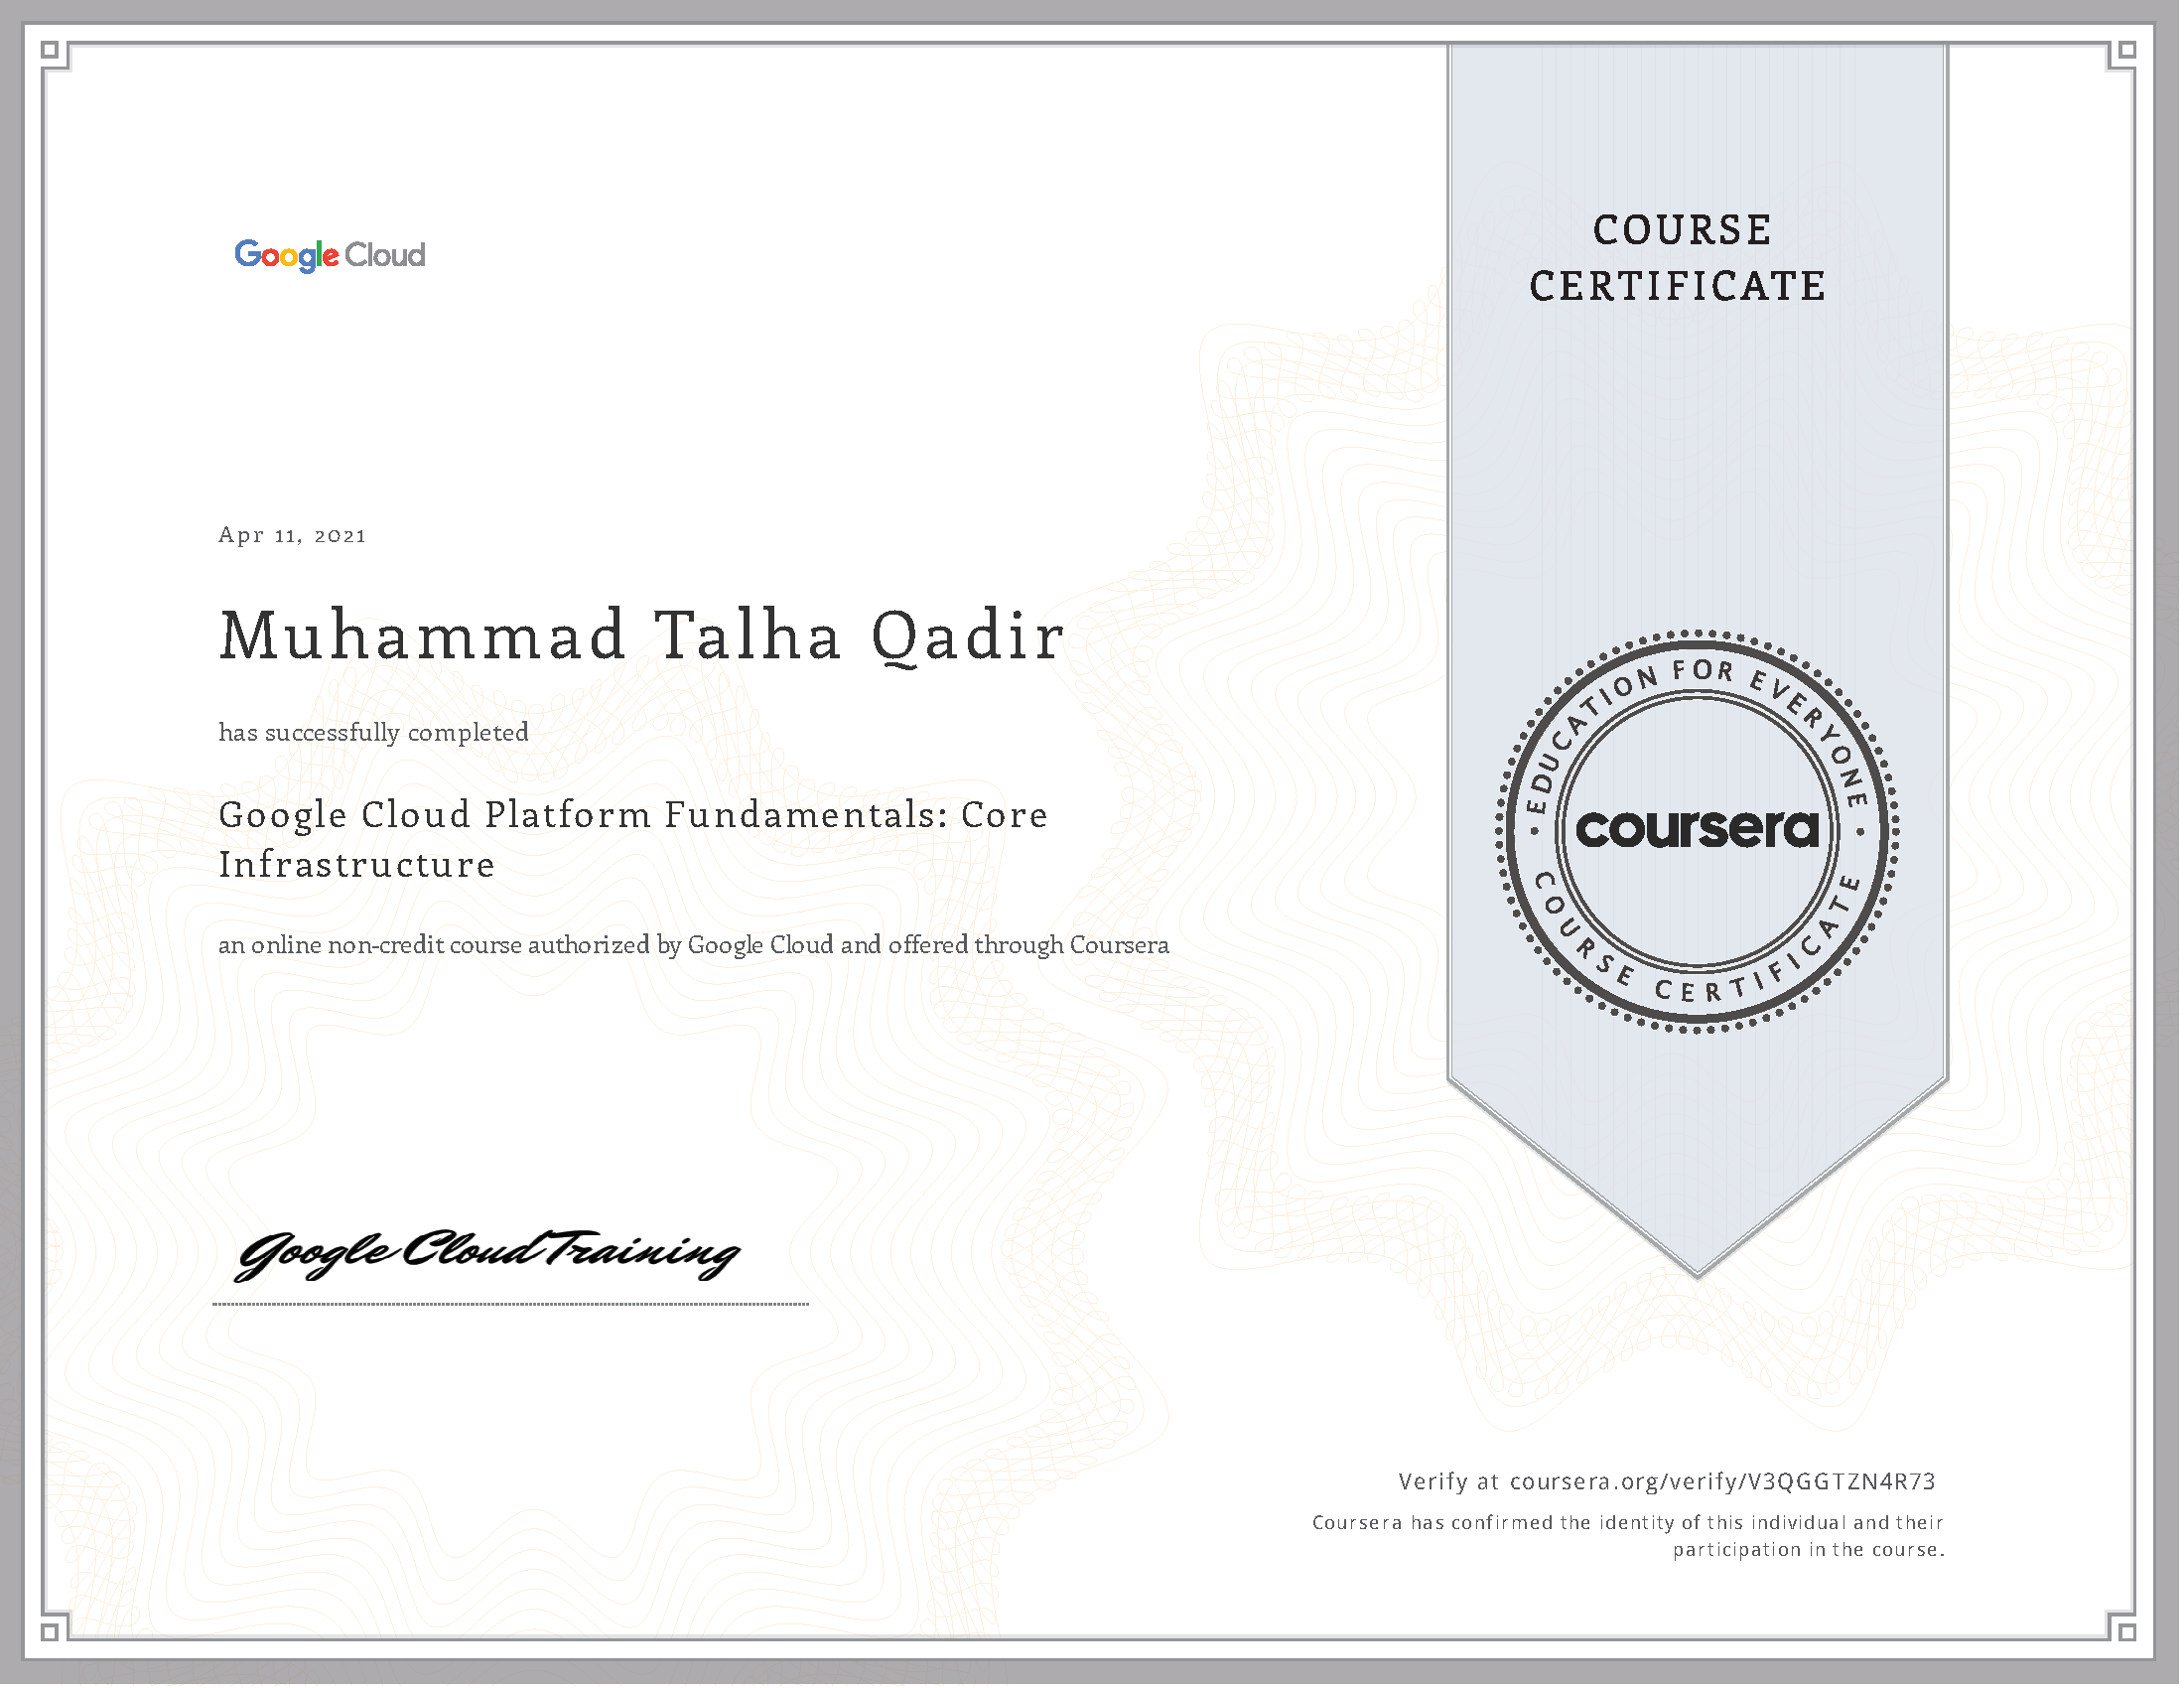 Google Cloud
COURSE
CERTIFICATE
Apr 11, 2021
Muhammad Talha Qadir
has successfully completed
Google Cloud Platform Fundamentals: Core
Infrastructure
an online non-credit course authorized by Google Cloud and offered through Coursera
EDUCATION FOR EVERYONE
coursera
COURSE CERTIFICATE
Google Cloud Training
Verify at coursera.org/verify/V3QGGTZN4R73
Coursera has confirmed the identity of this individual and their
participation in the course.